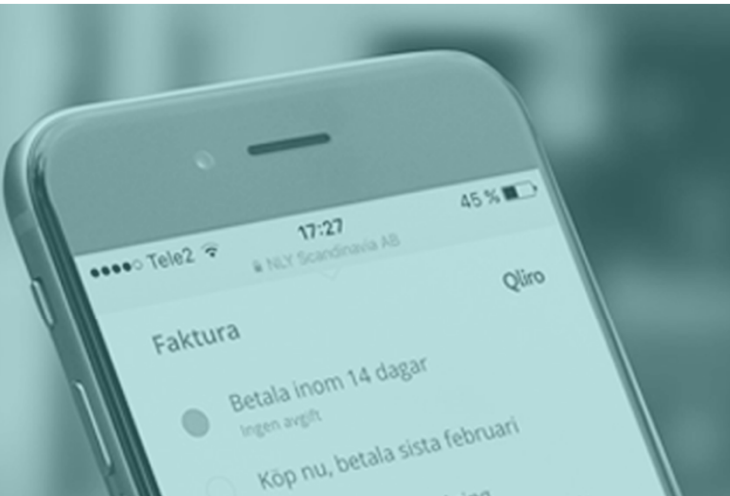 Tele2 17:27 45 %
NLY Scandinavia AB
Qliro
Faktura
Betala inom 14 dagar
Ingen avgift
Köp nu, betala sista februari